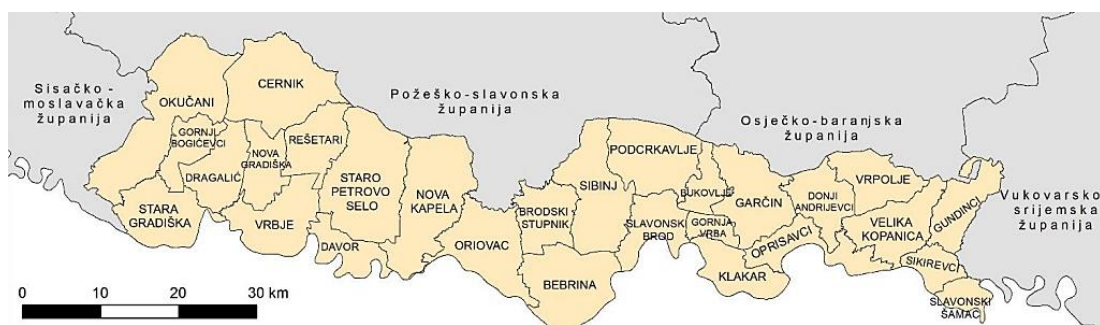 Sisačko -
moslavačka
županija
Požeško-slavonska
županija
Osječko-baranjska
županija
Vukovarsko
srijemska
županija
OKUČANI
CERNIK
GORNJI
BOGIĆEVCI
REŠETARI
NOVA
GRADIŠKA
DRAGALIĆ
STARA
GRADIŠKA
VRBJE
STARO
PETROVO
SELO
DAVOR
NOVA
KAPELA
ORIOVAC
BRODSKI
STUPNIK
SIBINJ
BEBRINA
PODCRKAVLJE
SLAVONSKI
BROD
BUKOVLJE
GORNJA
VRBA
KLAKAR
GARČIN
OPRISAVCI
DONJI
ANDRIJEVCI
VRPOLJE
VELIKA
KOPANICA
GUNDINCI
SIKIREVCI
SLAVONSKI
ŠAMAC
0 10 20 30 km